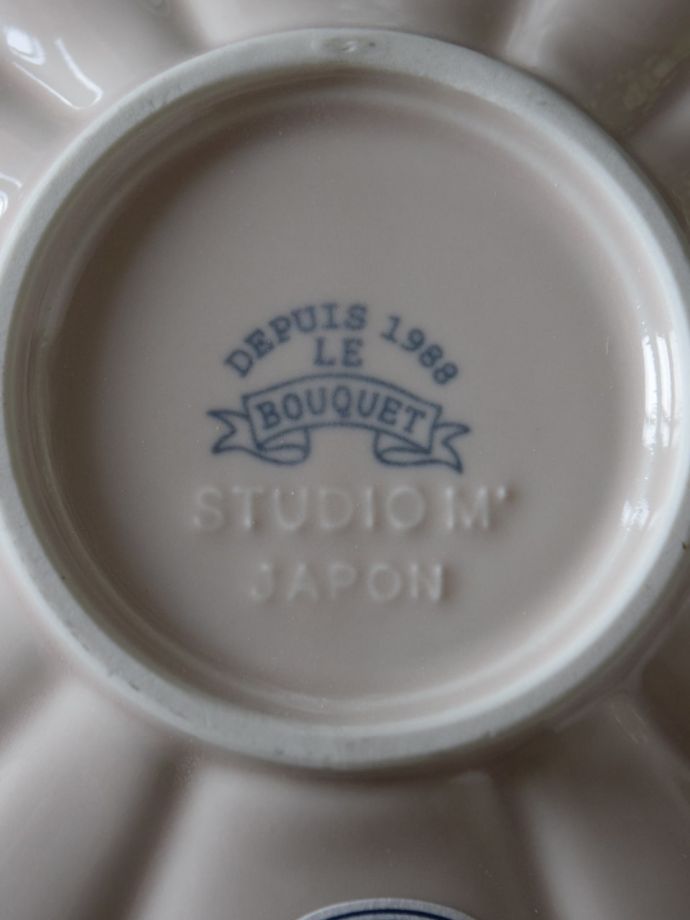 DEPUIS 1988
LE
BOUQUET
STUDIO M'
JAPON